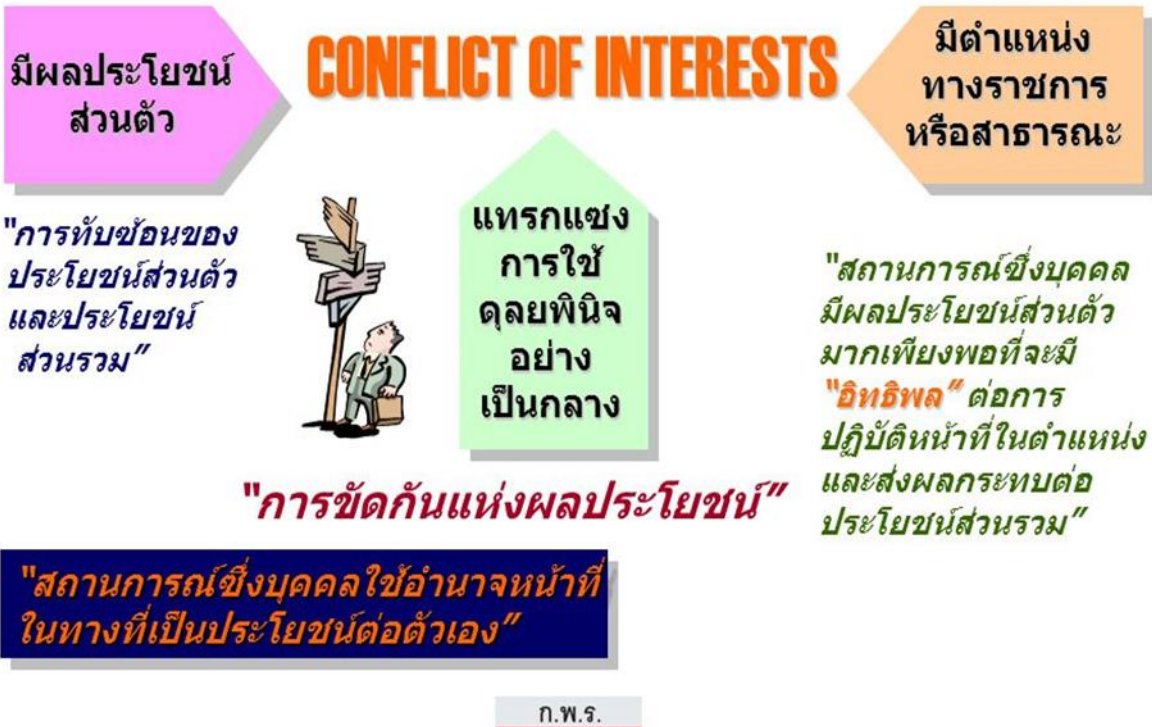 มีผลประโยชน์
ส่วนตัว
CONFLICT OF INTERESTS
มีตำแหน่ง
ทางราชการ
หรือสาธารณะ
"การทับซ้อนของ
ประโยชน์ส่วนตัว
และประโยชน์
ส่วนรวม"
แทรกแซง
การใช้
ดุลยพินิจ
อย่าง
เป็นกลาง
"สถานการณ์ซึ่งบุคคล
มีผลประโยชน์ส่วนตัว
มากเพียงพอที่จะมี
"อิทธิพล" ต่อการ
ปฏิบัติหน้าที่ในตำแหน่ง
และส่งผลกระทบต่อ
ประโยชน์ส่วนรวม"
"การขัดกันแห่งผลประโยชน์"
"สถานการณ์ซึ่งบุคคลใช้อำนาจหน้าที่
ในทางที่เป็นประโยชน์ต่อตัวเอง"
ก.พ.ร.